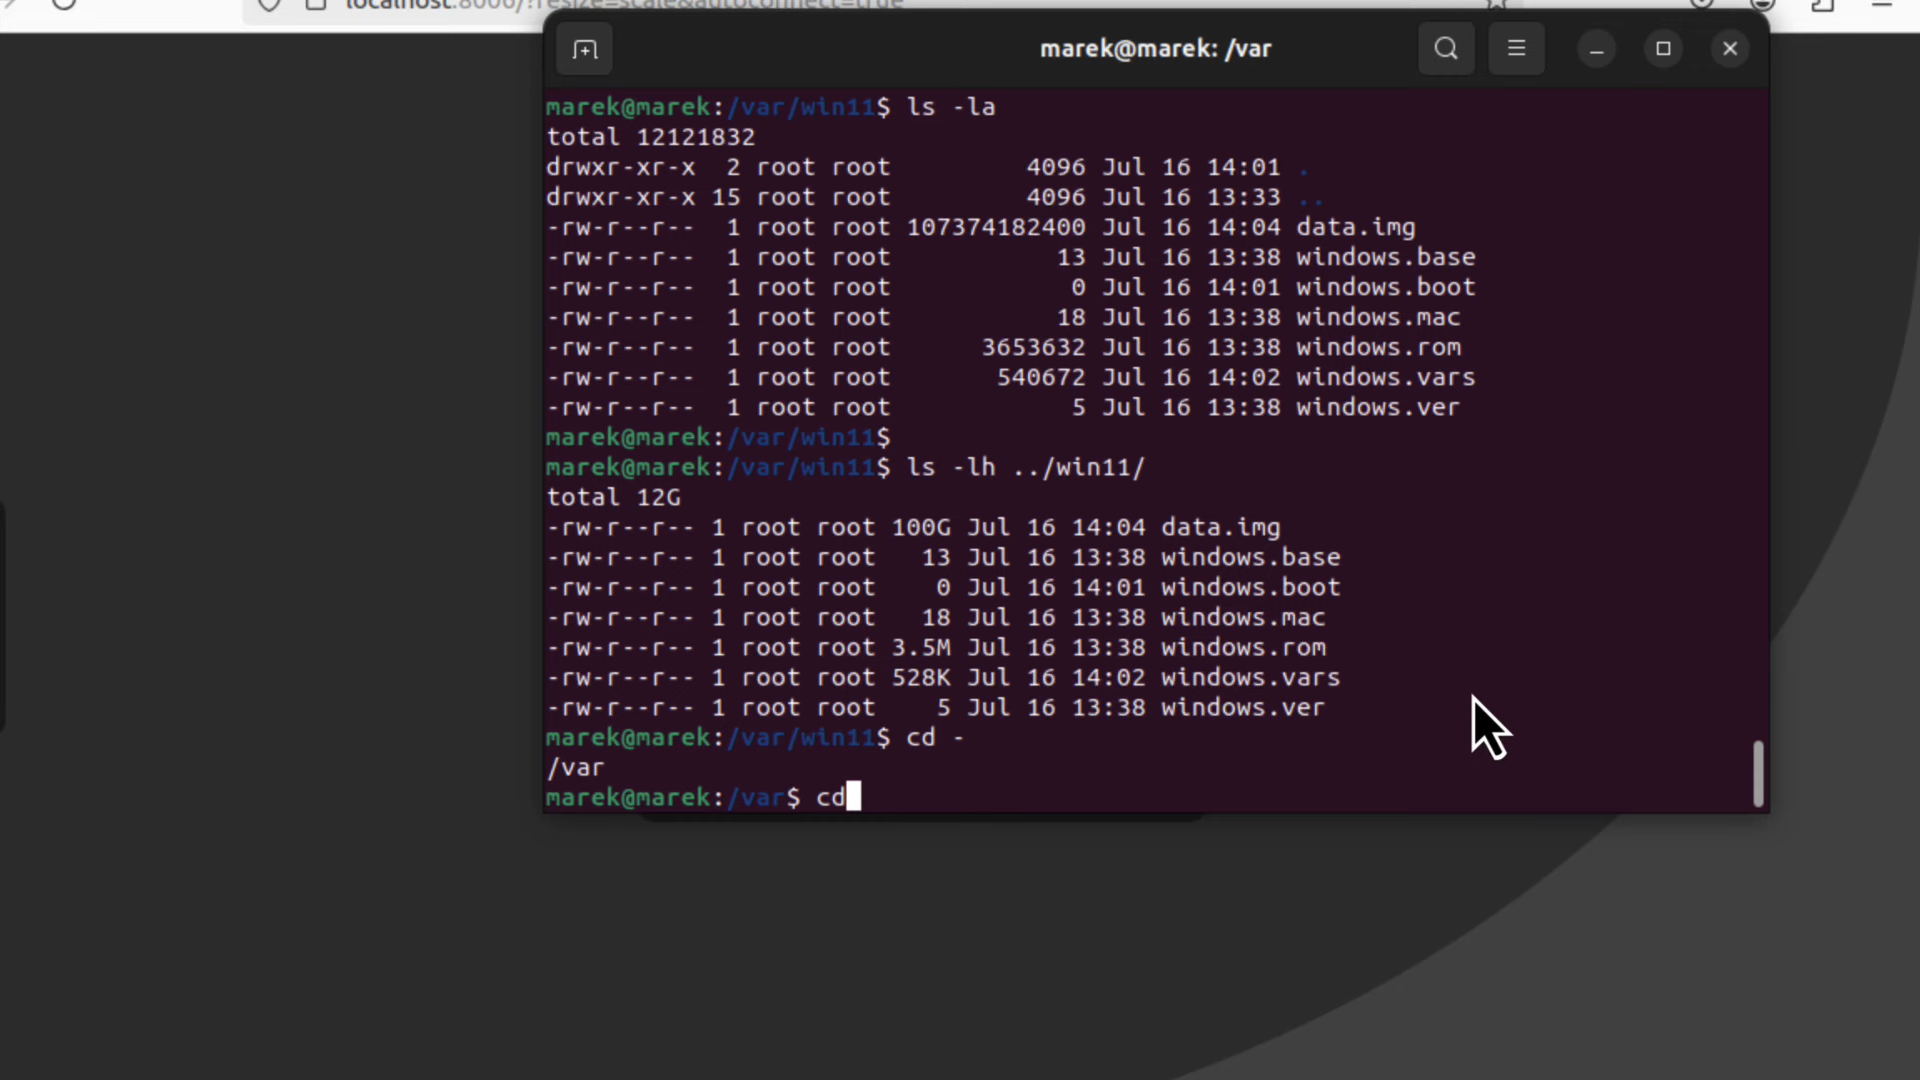 localhost:8006/?resize=scale&autoconnect=true
marek@marek: /var
marek@marek:/var/win11$ ls -la
total 12121832
drwxr-xr-x 2 root root 4096 Jul 16 14:01 .
drwxr-xr-x 15 root root 4096 Jul 16 13:33 ..
-rw-r--r-- 1 root root 107374182400 Jul 16 14:04 data.img
-rw-r--r-- 1 root root 13 Jul 16 13:38 windows.base
-rw-r--r-- 1 root root 0 Jul 16 14:01 windows.boot
-rw-r--r-- 1 root root 18 Jul 16 13:38 windows.mac
-rw-r--r-- 1 root root 3653632 Jul 16 13:38 windows.rom
-rw-r--r-- 1 root root 540672 Jul 16 14:02 windows.vars
-rw-r--r-- 1 root root 5 Jul 16 13:38 windows.ver
marek@marek:/var/win11$
marek@marek:/var/win11$ ls -lh ../win11/
total 12G
-rw-r--r-- 1 root root 100G Jul 16 14:04 data.img
-rw-r--r-- 1 root root 13 Jul 16 13:38 windows.base
-rw-r--r-- 1 root root 0 Jul 16 14:01 windows.boot
-rw-r--r-- 1 root root 18 Jul 16 13:38 windows.mac
-rw-r--r-- 1 root root 3.5M Jul 16 13:38 windows.rom
-rw-r--r-- 1 root root 528K Jul 16 14:02 windows.vars
-rw-r--r-- 1 root root 5 Jul 16 13:38 windows.ver
marek@marek:/var/win11$ cd -
/var
marek@marek:/var$ cd